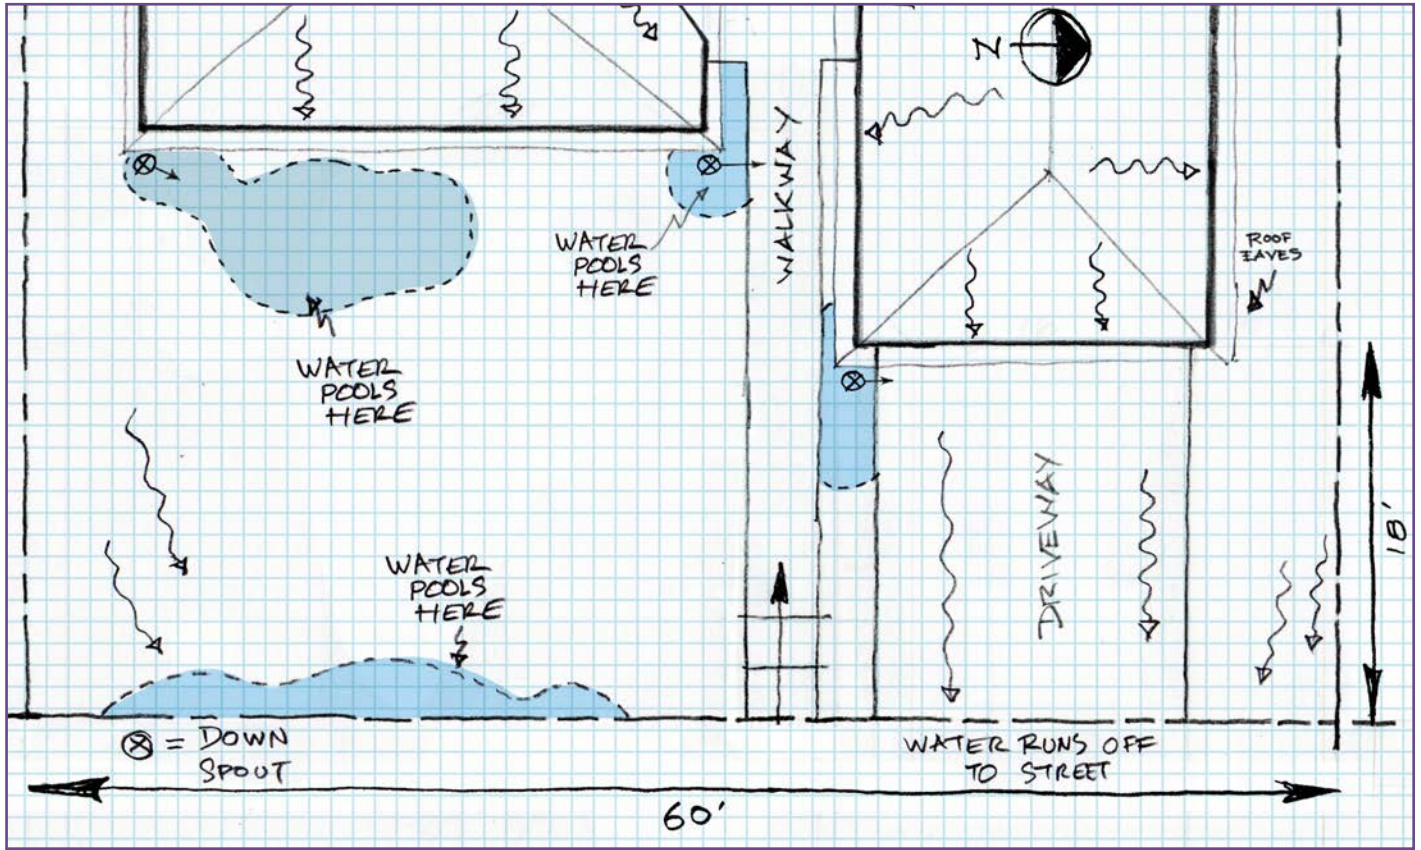 N
WALKWAY
ROOF
EAVES
WATER
POOLS
HERE
WATER
POOLS
HERE
WATER
POOLS
HERE
DRIVEWAY
18'
⊗ = DOWN
SPOUT
WATER RUNS OFF
TO STREET
60'